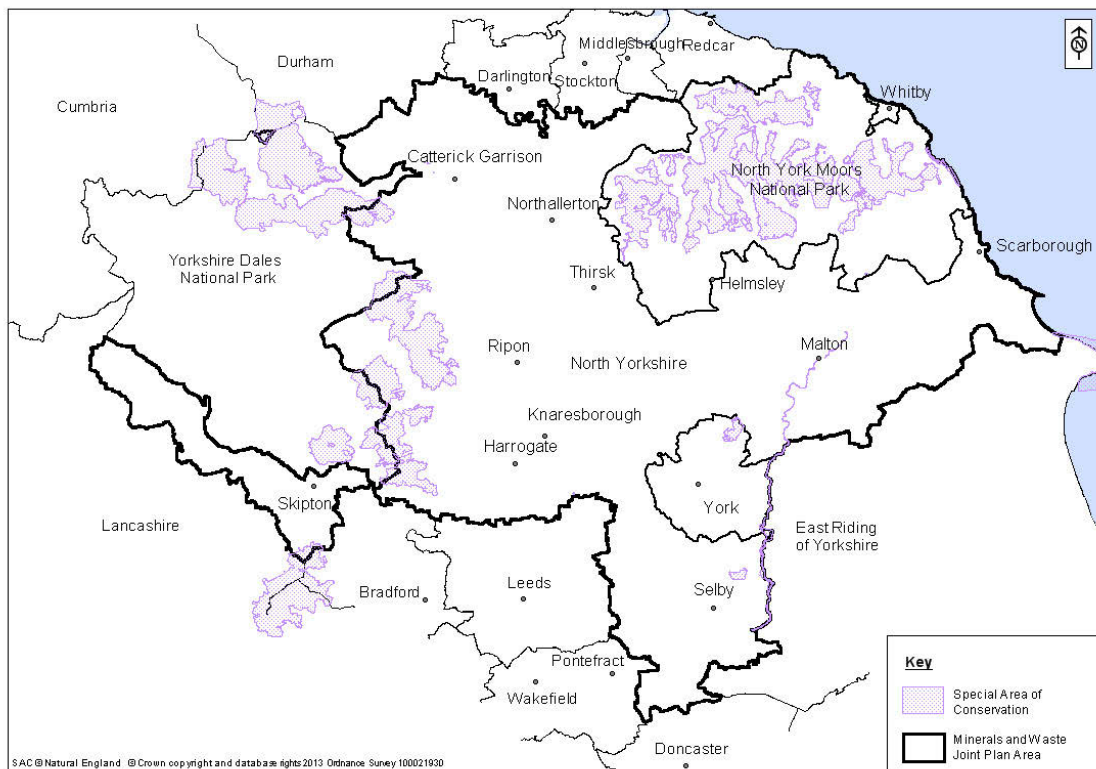 Middlesbrough
Redcar
N
Durham
Darlington
Stockton
Cumbria
Whitby
Catterick Garrison
North York Moors
National Park
Northallerton
Scarborough
Yorkshire Dales
National Park
Thirsk
Helmsley
Ripon
North Yorkshire
Malton
Knaresborough
Harrogate
Skipton
York
Lancashire
East Riding
of Yorkshire
Leeds
Bradford
Selby
Pontefract
Wakefield
Doncaster
Key
Special Area of
Conservation
Minerals and Waste
Joint Plan Area
SAC © Natural England © Crown copyright and database rights 2013 Ordnance Survey 100021930